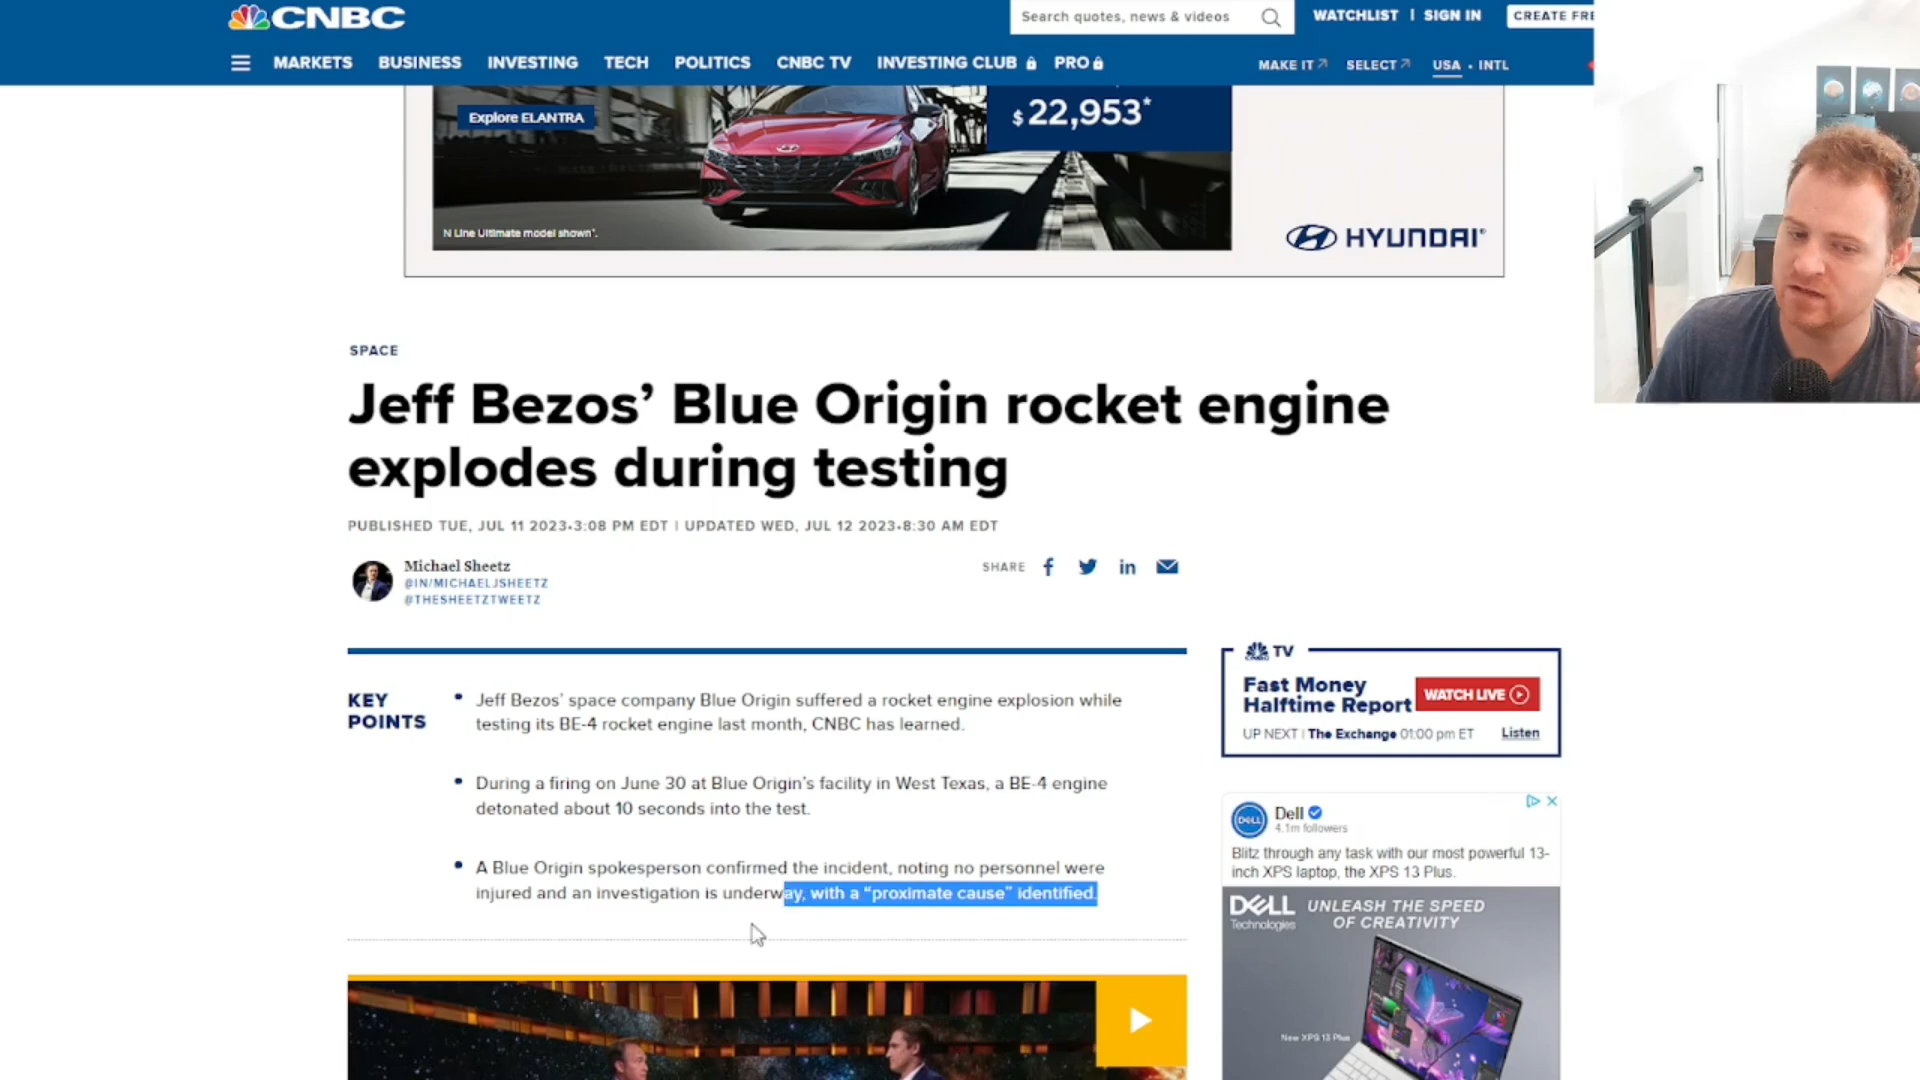 CNBC
Search quotes, news & videos
WATCHLIST | SIGN IN
CREATE FRE
MARKETS BUSINESS INVESTING TECH POLITICS CNBC TV INVESTING CLUB PRO
MAKE IT SELECT USA • INTL
Explore ELANTRA
$22,953*
N Line Ultimate model shown*.
HYUNDAI
SPACE
Jeff Bezos’ Blue Origin rocket engine
explodes during testing
PUBLISHED TUE, JUL 11 2023•3:08 PM EDT | UPDATED WED, JUL 12 2023•8:30 AM EDT
Michael Sheetz
@IN/MICHAELJSHEETZ
@THESHEETZTWEETZ
SHARE
KEY
POINTS
• Jeff Bezos’ space company Blue Origin suffered a rocket engine explosion while
testing its BE-4 rocket engine last month, CNBC has learned.
• During a firing on June 30 at Blue Origin’s facility in West Texas, a BE-4 engine
detonated about 10 seconds into the test.
• A Blue Origin spokesperson confirmed the incident, noting no personnel were
injured and an investigation is underway, with a “proximate cause” identified.
TV
Fast Money
Halftime Report
WATCH LIVE
UP NEXT | The Exchange 01:00 pm ET
Listen
DELL
Dell
4.1m followers
Blitz through any task with our most powerful 13-
inch XPS laptop, the XPS 13 Plus.
DELL
Technologies
UNLEASH THE SPEED
OF CREATIVITY
New XPS 13 Plus